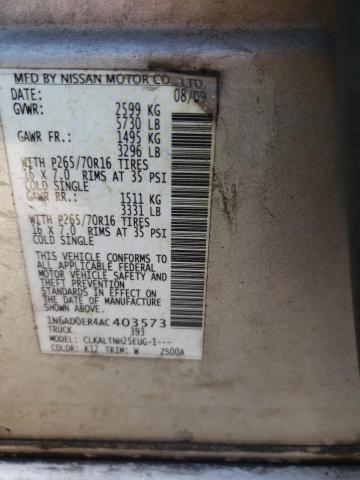 MFD BY NISSAN MOTOR CO., LTD.
DATE: 08/09
GVWR: 2599 KG
5730 LB
GAWR FR.: 1495 KG
3296 LB
WITH P265/70R16 TIRES
16 X 7.0 RIMS AT 35 PSI
COLD SINGLE
GAWR RR.: 1511 KG
3331 LB
WITH P265/70R16 TIRES
16 X 7.0 RIMS AT 35 PSI
COLD SINGLE
THIS VEHICLE CONFORMS TO
ALL APPLICABLE FEDERAL
MOTOR VEHICLE SAFETY AND
THEFT PREVENTION
STANDARDS IN EFFECT ON
THE DATE OF MANUFACTURE
SHOWN ABOVE.
1N6AD0ER4AC403573
TRUCK 393
MODEL: CLKALTNHZ5EUG-1---
COLOR: K12 TRIM: W ZS00A